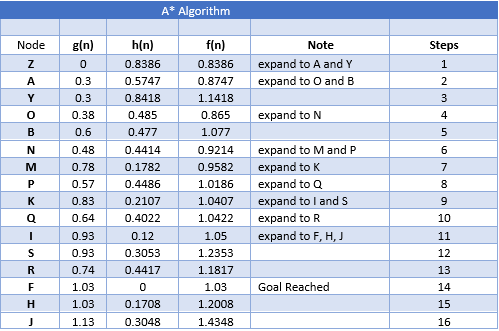 A* Algorithm
Node g(n) h(n) f(n) Note Steps
Z 0 0.8386 0.8386 expand to A and Y 1
A 0.3 0.5747 0.8747 expand to O and B 2
Y 0.3 0.8418 1.1418 3
O 0.38 0.485 0.865 expand to N 4
B 0.6 0.477 1.077 5
N 0.48 0.4414 0.9214 expand to M and P 6
M 0.78 0.1782 0.9582 expand to K 7
P 0.57 0.4486 1.0186 expand to Q 8
K 0.83 0.2107 1.0407 expand to I and S 9
Q 0.64 0.4022 1.0422 expand to R 10
I 0.93 0.12 1.05 expand to F, H, J 11
S 0.93 0.3053 1.2353 12
R 0.74 0.4417 1.1817 13
F 1.03 0 1.03 Goal Reached 14
H 1.03 0.1708 1.2008 15
J 1.13 0.3048 1.4348 16